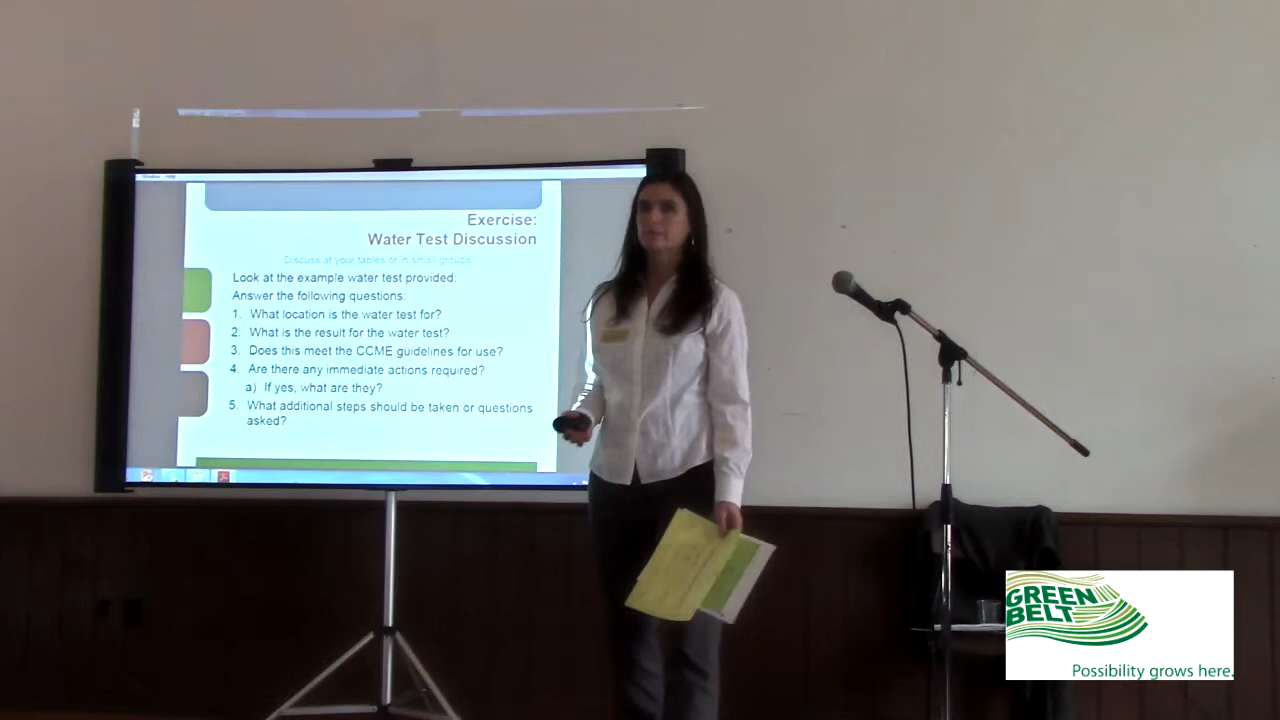 Window Help
Exercise:
Water Test Discussion
Discuss at your tables or in small groups
Look at the example water test provided.
Answer the following questions:
1. What location is the water test for?
2. What is the result for the water test?
3. Does this meet the CCME guidelines for use?
4. Are there any immediate actions required?
a) If yes, what are they?
5. What additional steps should be taken or questions
asked?
GREEN
BELT
Possibility grows here.